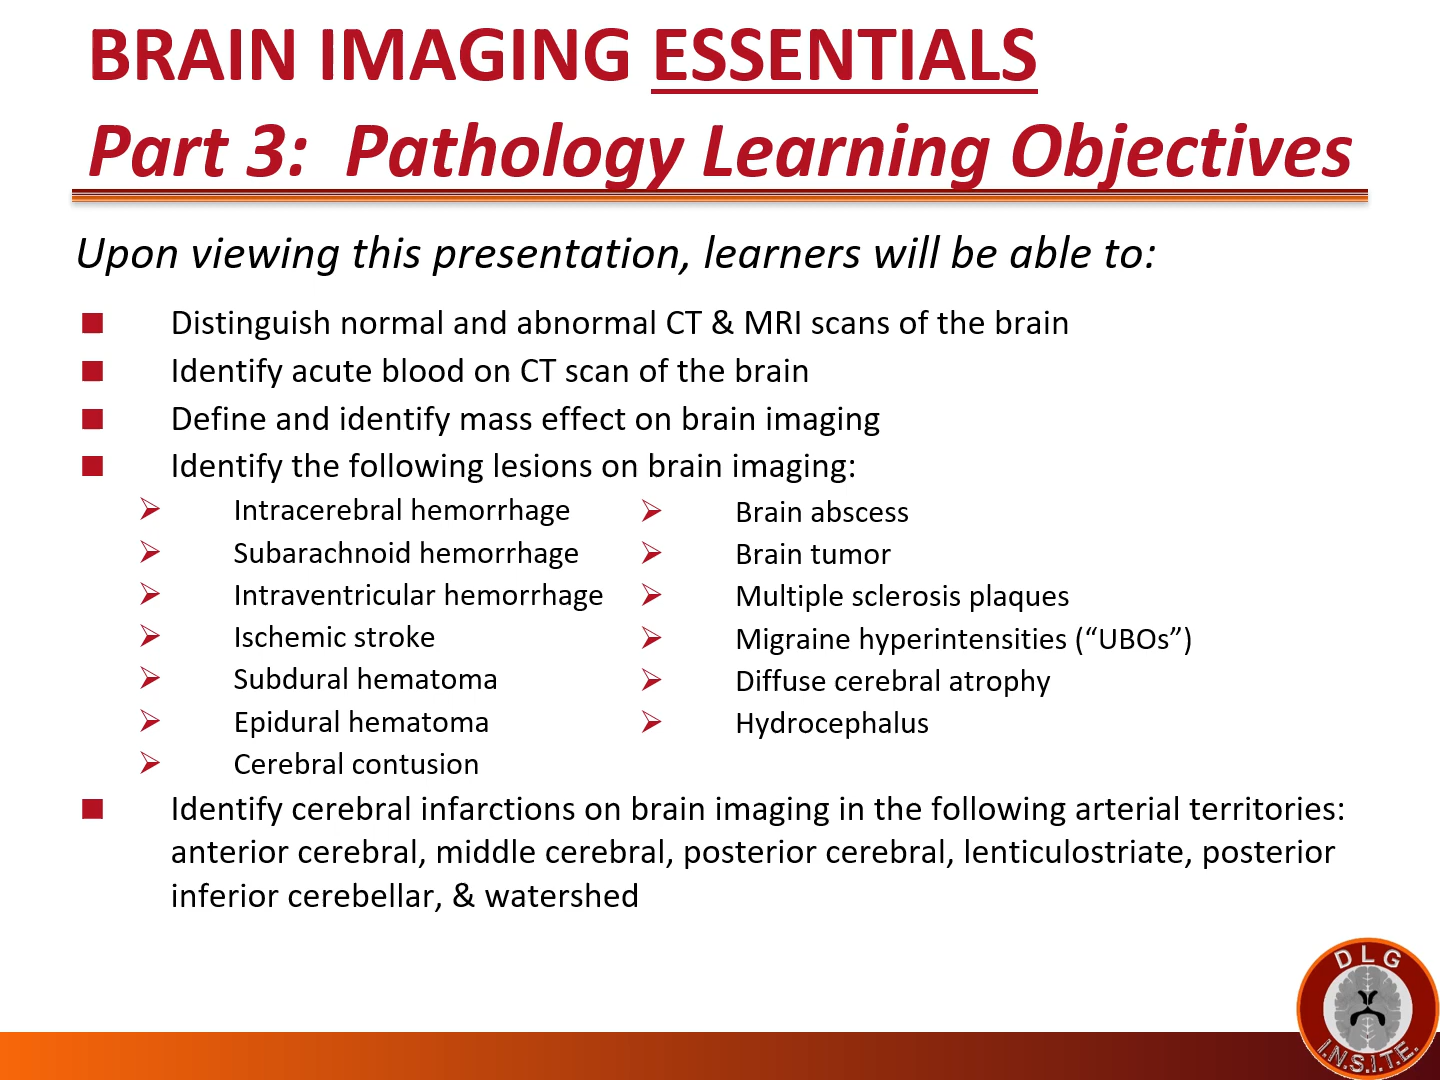 BRAIN IMAGING ESSENTIALS
Part 3: Pathology Learning Objectives
Upon viewing this presentation, learners will be able to:
Distinguish normal and abnormal CT & MRI scans of the brain
Identify acute blood on CT scan of the brain
Define and identify mass effect on brain imaging
Identify the following lesions on brain imaging:
Intracerebral hemorrhage
Subarachnoid hemorrhage
Intraventricular hemorrhage
Ischemic stroke
Subdural hematoma
Epidural hematoma
Cerebral contusion
Brain abscess
Brain tumor
Multiple sclerosis plaques
Migraine hyperintensities (“UBOs”)
Diffuse cerebral atrophy
Hydrocephalus
Identify cerebral infarctions on brain imaging in the following arterial territories:
anterior cerebral, middle cerebral, posterior cerebral, lenticulostriate, posterior
inferior cerebellar, & watershed
DLG
I.N.S.I.T.E.